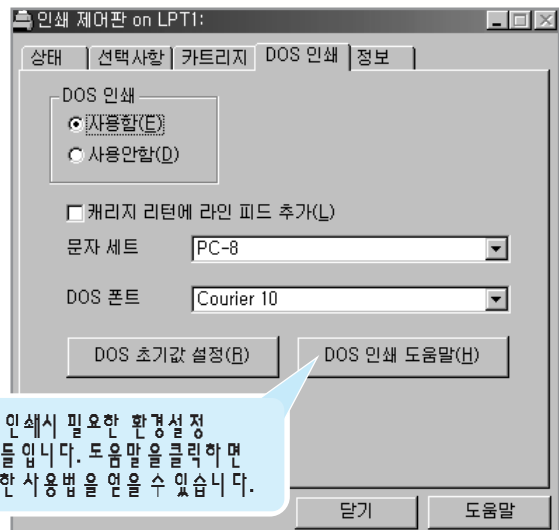 인쇄 제어판 on LPT1:
상태 선택사항 카트리지 DOS 인쇄 정보
DOS 인쇄
사용함(E)
사용안함(D)
캐리지 리턴에 라인 피드 추가(L)
문자 세트 PC-8
DOS 폰트 Courier 10
DOS 초기값 설정(R) DOS 인쇄 도움말(H)
인쇄시 필요한 환경설정
들입니다. 도움말을 클릭하면
한 사용법을 얻을 수 있습니다.
닫기 도움말